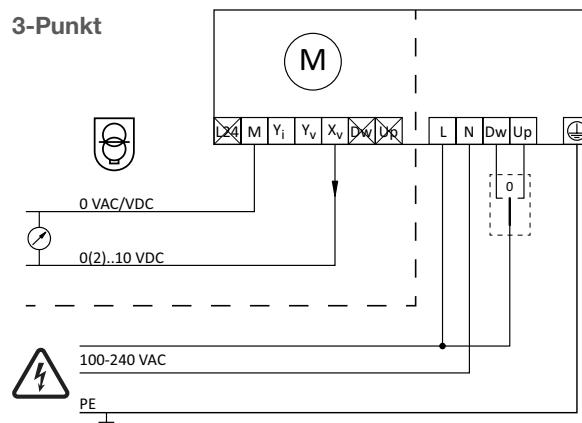 3-Punkt
M
L24 M Yi Yv Xv Dw Up L N Dw Up
0
0 VAC/VDC
0(2)..10 VDC
100-240 VAC
PE